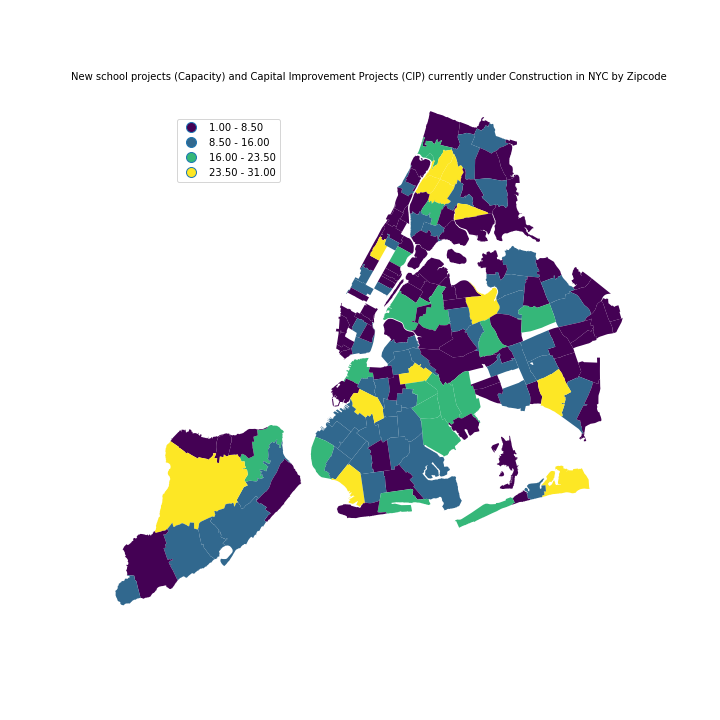 New school projects (Capacity) and Capital Improvement Projects (CIP) currently under Construction in NYC by Zipcode
1.00 - 8.50
8.50 - 16.00
16.00 - 23.50
23.50 - 31.00